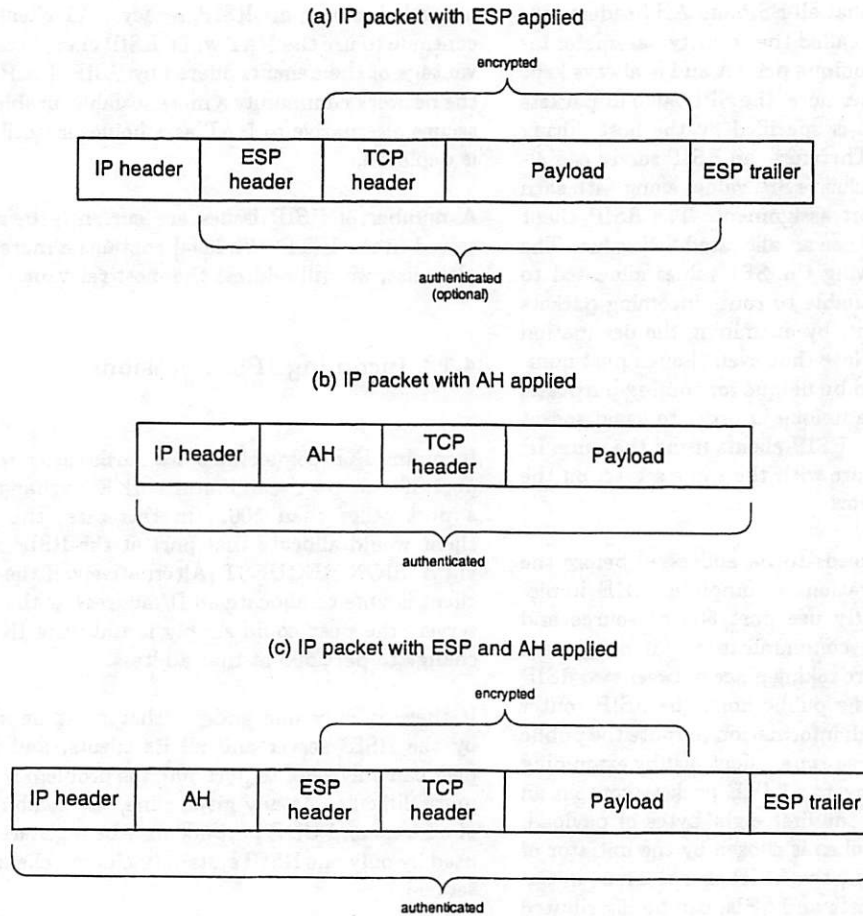 (a) IP packet with ESP applied
encrypted
IP header
ESP header
TCP header
Payload
ESP trailer
authenticated
(optional)
(b) IP packet with AH applied
IP header
AH
TCP header
Payload
authenticated
(c) IP packet with ESP and AH applied
encrypted
IP header
AH
ESP header
TCP header
Payload
ESP trailer
authenticated